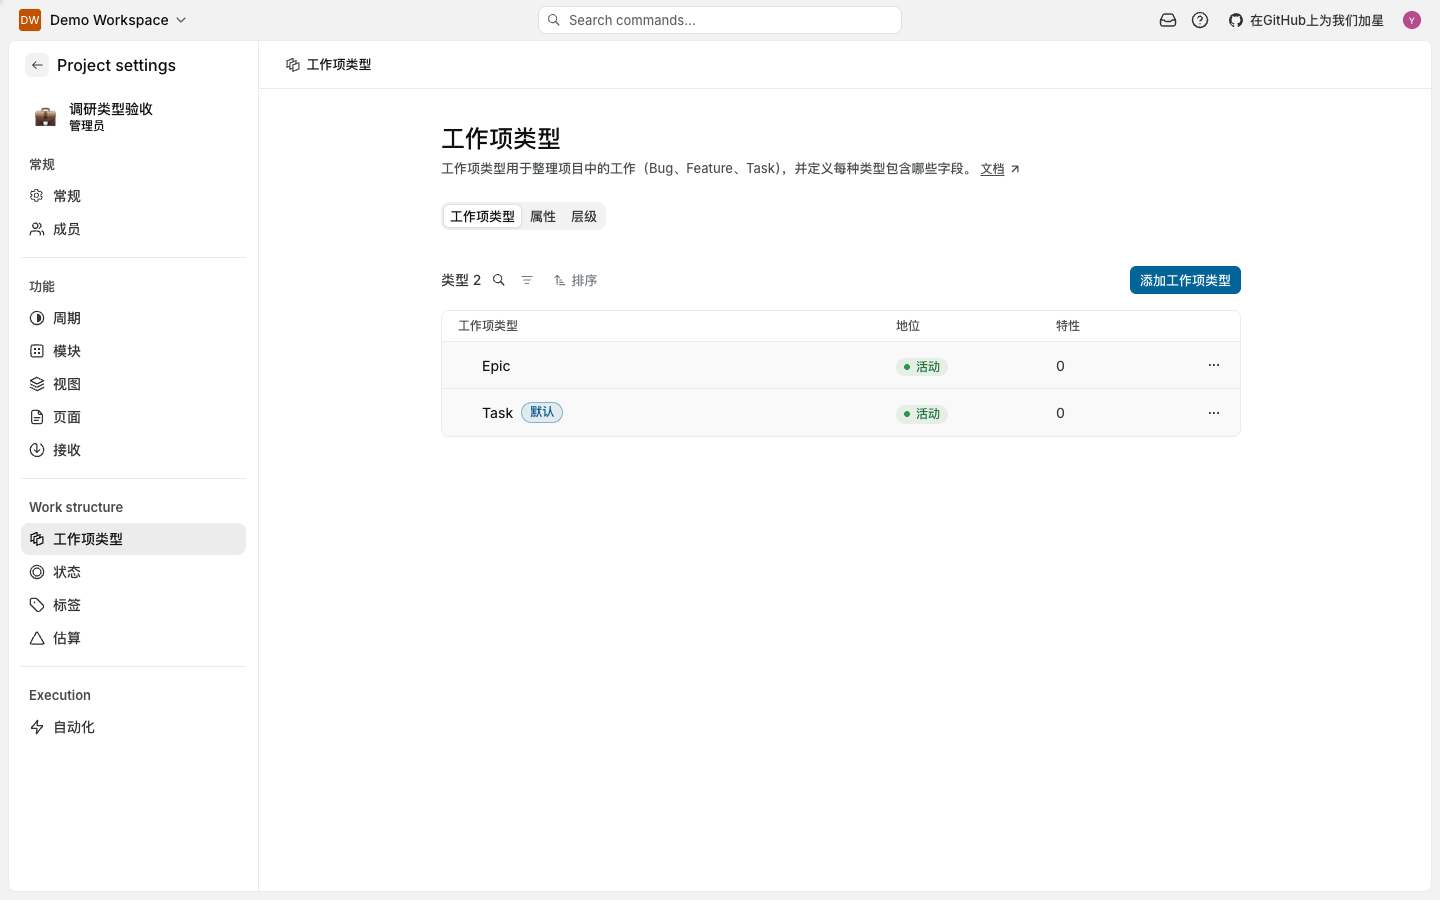 DW Demo Workspace
Search commands...
在GitHub上为我们加星
Y
Project settings
调研类型验收
管理员
常规
常规
成员
功能
周期
模块
视图
页面
接收
Work structure
工作项类型
状态
标签
估算
Execution
自动化
工作项类型
工作项类型
工作项类型用于整理项目中的工作（Bug、Feature、Task），并定义每种类型包含哪些字段。 文档
工作项类型 属性 层级
类型 2 排序 添加工作项类型
工作项类型 地位 特性
Epic 活动 0
Task 默认 活动 0